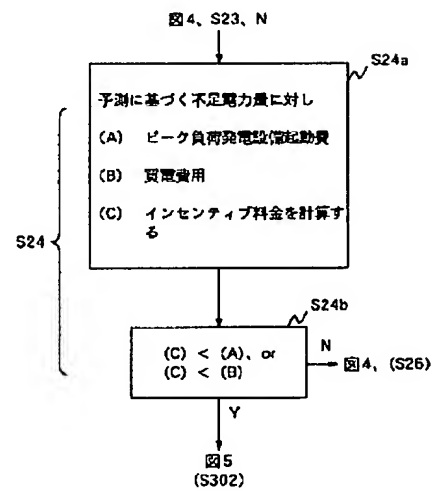 図4、S23、N
S24a
予測に基づく不足電力量に対し
(A) ピーク負荷発電設備起動費
(B) 買電費用
(C) インセンティブ料金を計算す
る
S24
S24b
(C) < (A)、or
(C) < (B)
N
図4、(S26)
Y
図5
(S302)